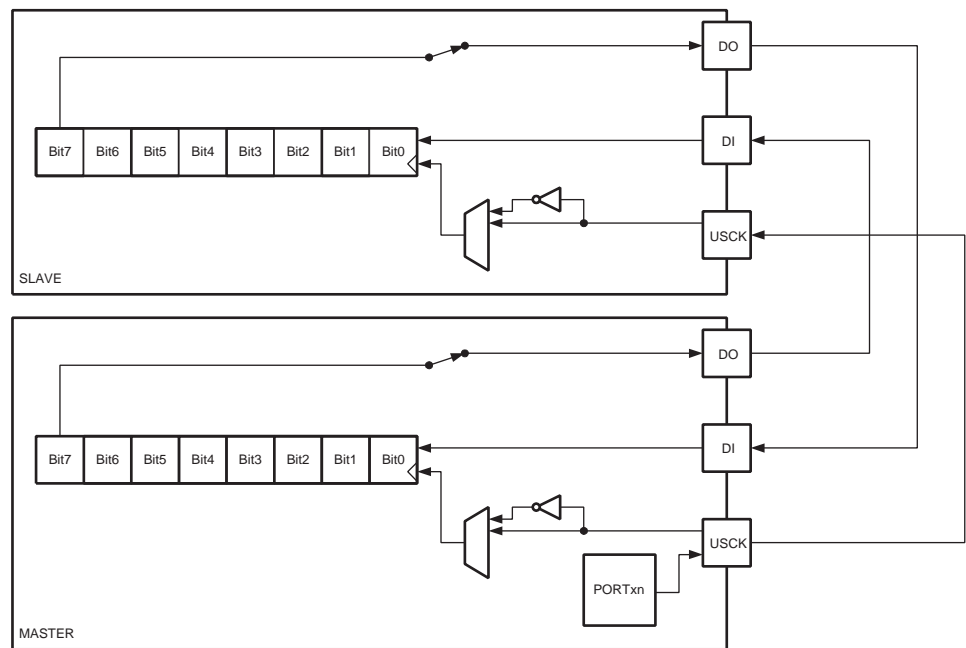 DO
Bit7 Bit6 Bit5 Bit4 Bit3 Bit2 Bit1 Bit0
DI
USCK
SLAVE
DO
Bit7 Bit6 Bit5 Bit4 Bit3 Bit2 Bit1 Bit0
DI
USCK
PORTxn
MASTER